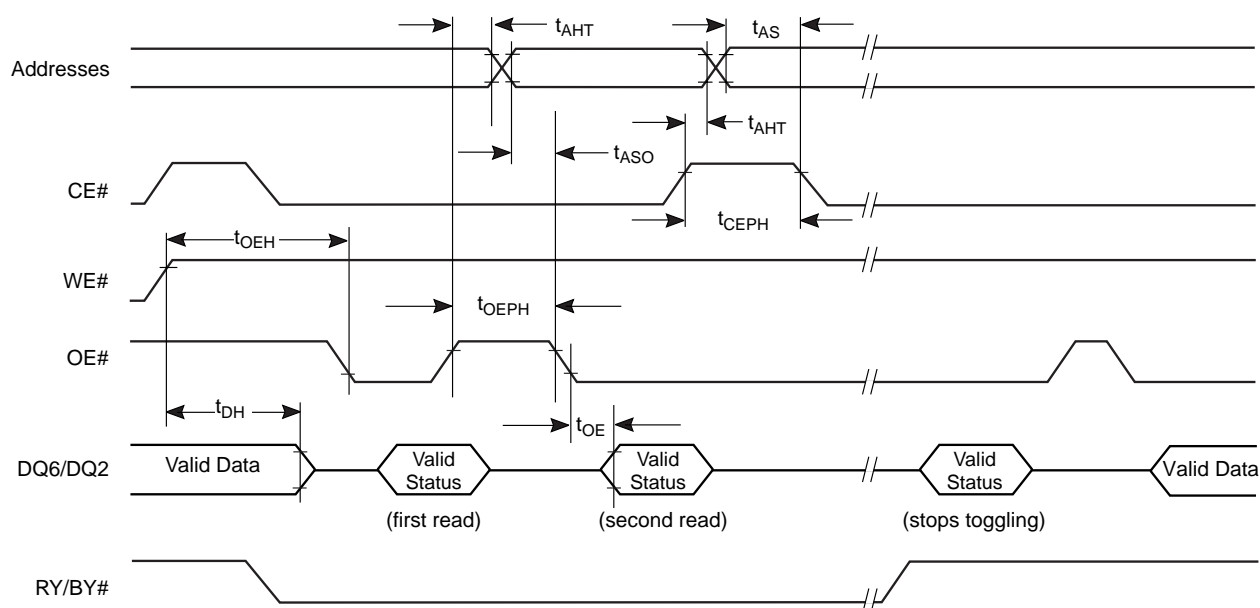 tAHT
tAS
Addresses
tAHT
tASO
CE#
tCEPH
tOEH
WE#
tOEPH
OE#
tDH
tOE
DQ6/DQ2
Valid Data
Valid
Status
Valid
Status
Valid
Status
Valid Data
(first read)
(second read)
(stops toggling)
RY/BY#